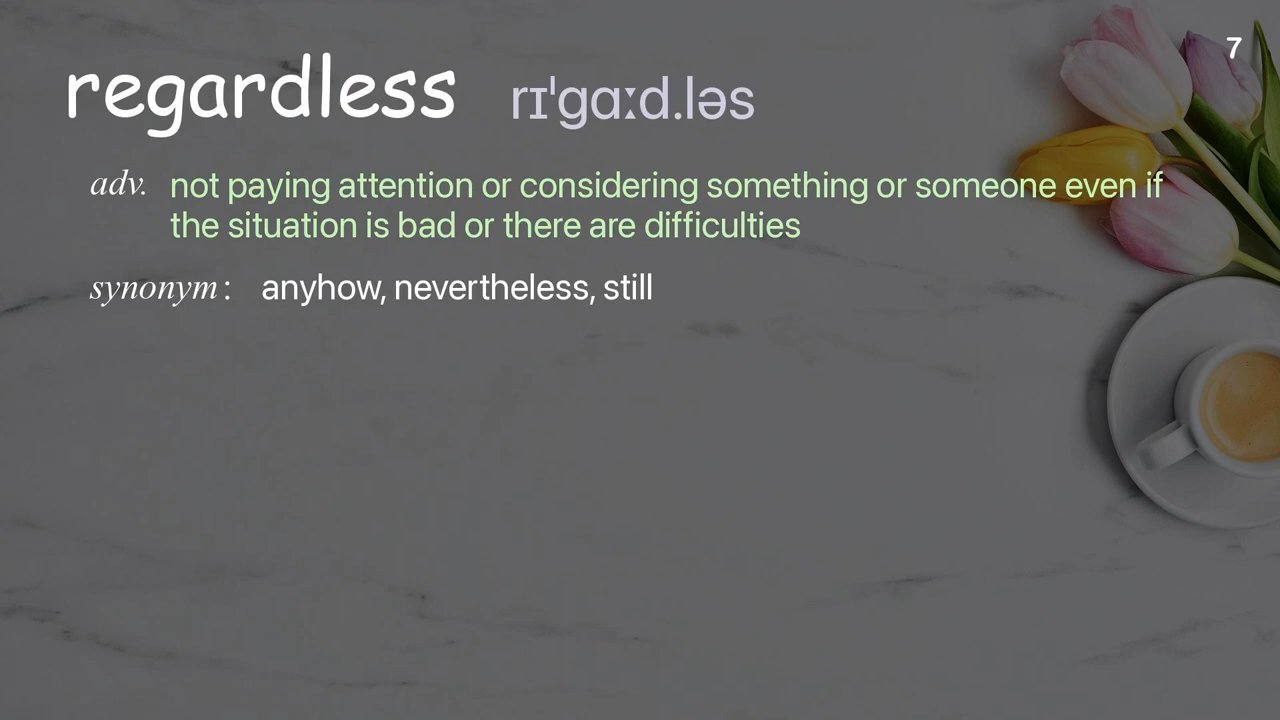 7
regardless rɪˈɡɑːd.ləs
adv. not paying attention or considering something or someone even if
the situation is bad or there are difficulties
synonym: anyhow, nevertheless, still